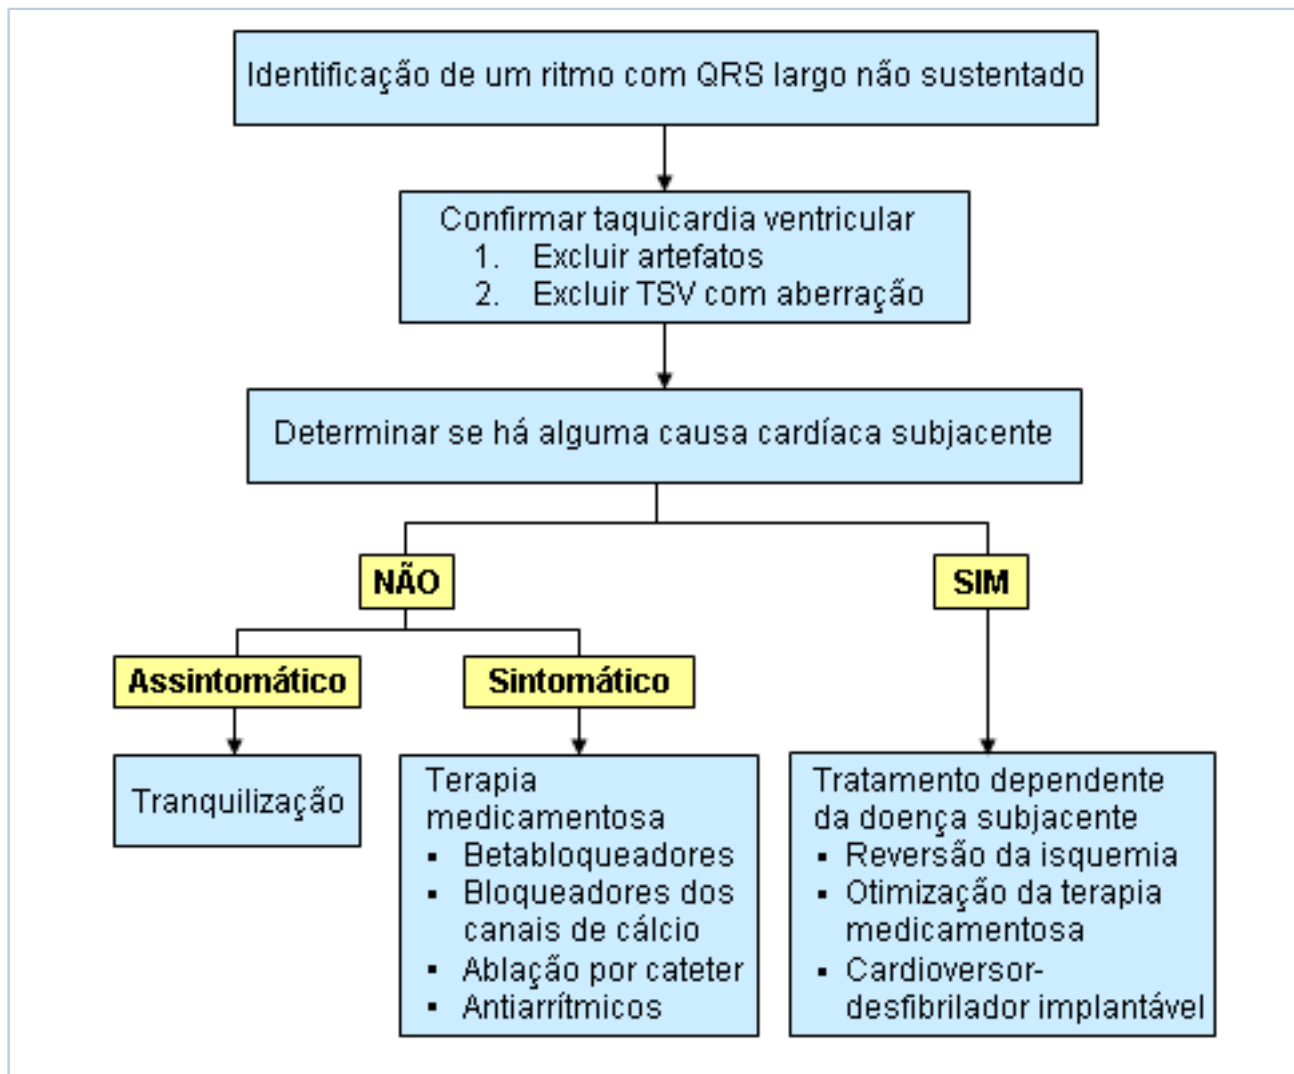 Identificação de um ritmo com QRS largo não sustentado
Confirmar taquicardia ventricular
1. Excluir artefatos
2. Excluir TSV com aberração
Determinar se há alguma causa cardíaca subjacente
NÃO
SIM
Assintomático
Sintomático
Tranquilização
Terapia
medicamentosa
▪ Betabloqueadores
▪ Bloqueadores dos
canais de cálcio
▪ Ablação por cateter
▪ Antiarrítmicos
Tratamento dependente
da doença subjacente
▪ Reversão da isquemia
▪ Otimização da terapia
medicamentosa
▪ Cardioversor-
desfibrilador implantável